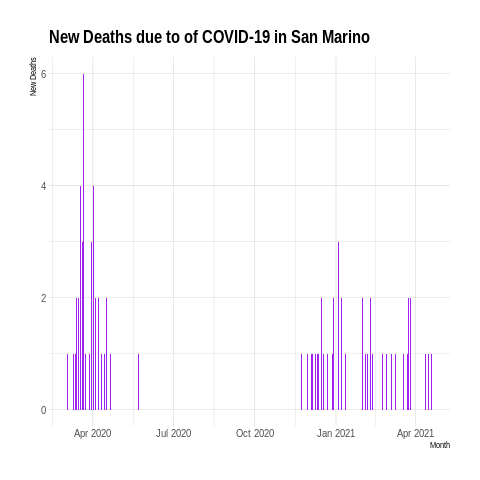 New Deaths due to of COVID-19 in San Marino
New Deaths
6
4
2
0
Apr 2020 Jul 2020 Oct 2020 Jan 2021 Apr 2021
Month